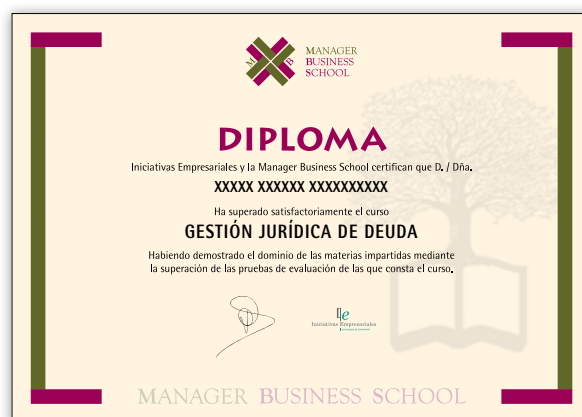 M B
MANAGER
BUSINESS
SCHOOL
DIPLOMA
Iniciativas Empresariales y la Manager Business School certifican que D. / Dña.
XXXXX XXXXXX XXXXXXXXXX
Ha superado satisfactoriamente el curso
GESTIÓN JURÍDICA DE DEUDA
Habiendo demostrado el dominio de las materias impartidas mediante
la superación de las pruebas de evaluación de las que consta el curso.
Ie
Iniciativas Empresariales
MANAGER BUSINESS SCHOOL